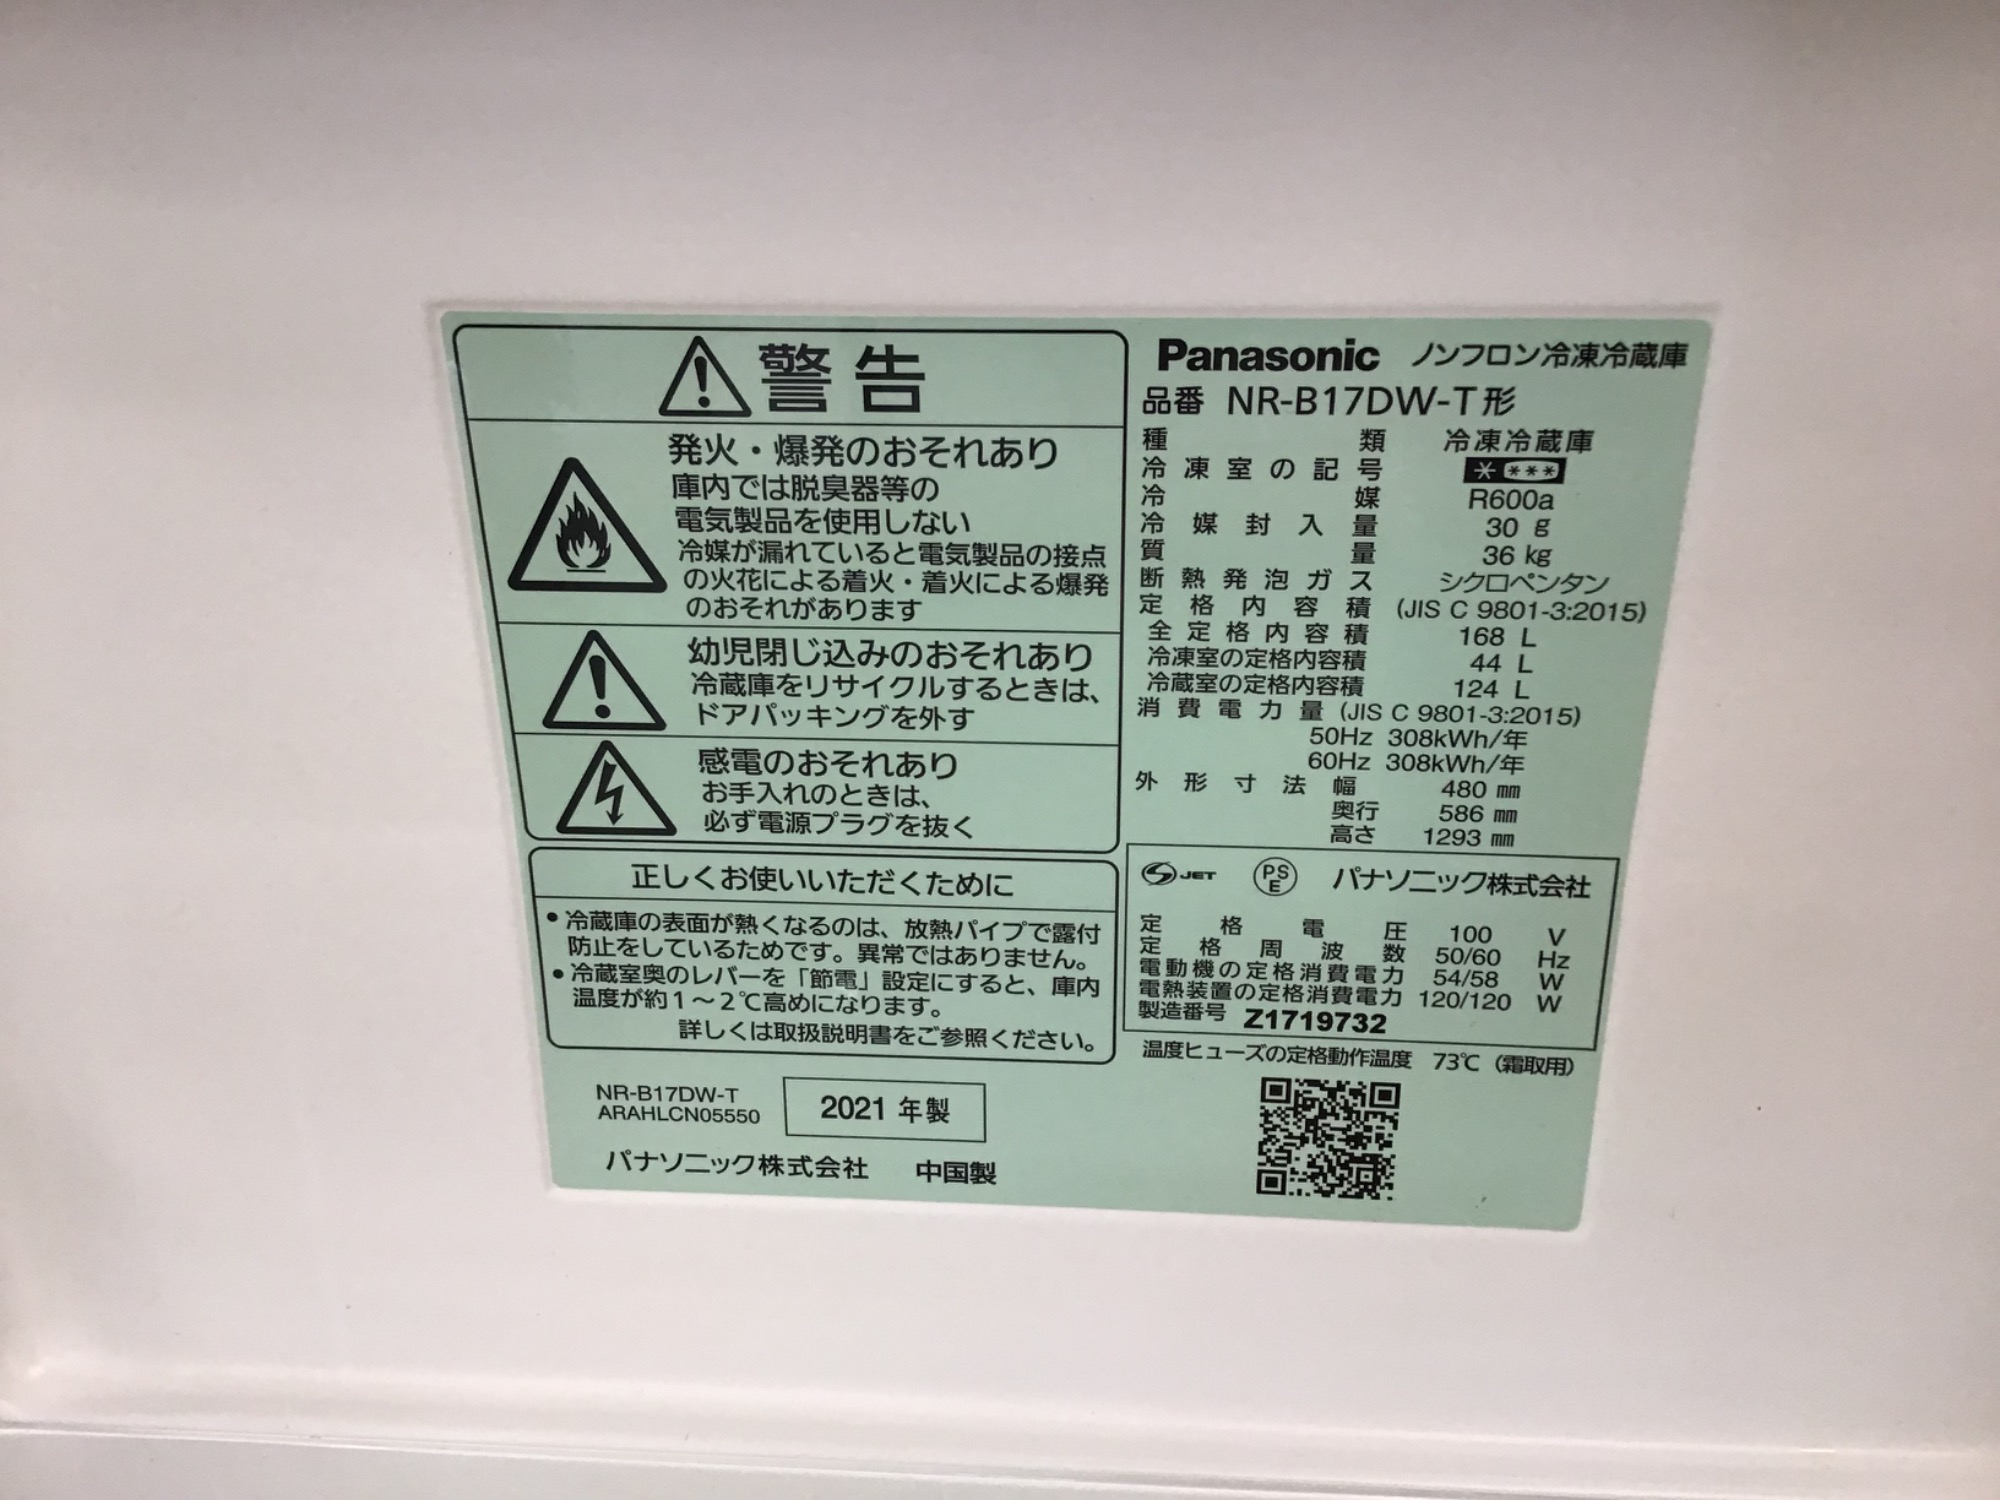 警告
発火・爆発のおそれあり
庫内では脱臭器等の
電気製品を使用しない
冷媒が漏れていると電気製品の接点
の火花による着火・着火による爆発
のおそれがあります
幼児閉じ込みのおそれあり
冷蔵庫をリサイクルするときは、
ドアパッキングを外す
感電のおそれあり
お手入れのときは、
必ず電源プラグを抜く
正しくお使いいただくために
●冷蔵庫の表面が熱くなるのは、放熱パイプで露付
防止をしているためです。異常ではありません。
●冷蔵室奥のレバーを「節電」設定にすると、庫内
温度が約1～2℃高めになります。
詳しくは取扱説明書をご参照ください。
NR-B17DW-T
ARAHLCN05550
2021 年製
パナソニック株式会社 中国製
Panasonic ノンフロン冷凍冷蔵庫
品番 NR-B17DW-T形
種類 冷凍冷蔵庫
冷凍室の記号 * ***
冷媒 R600a
冷媒封入量 30 g
質量 36 kg
断熱発泡ガス シクロペンタン
定格内容積 (JIS C 9801-3:2015)
全定格内容積 168 L
冷凍室の定格内容積 44 L
冷蔵室の定格内容積 124 L
消費電力量 (JIS C 9801-3:2015)
50Hz 308kWh/年
60Hz 308kWh/年
外形寸法 幅 480 mm
奥行 586 mm
高さ 1293 mm
JET PSE パナソニック株式会社
定格電圧 100 V
定格周波数 50/60 Hz
電動機の定格消費電力 54/58 W
電熱装置の定格消費電力 120/120 W
製造番号 Z1719732
温度ヒューズの定格動作温度 73℃ (霜取用)